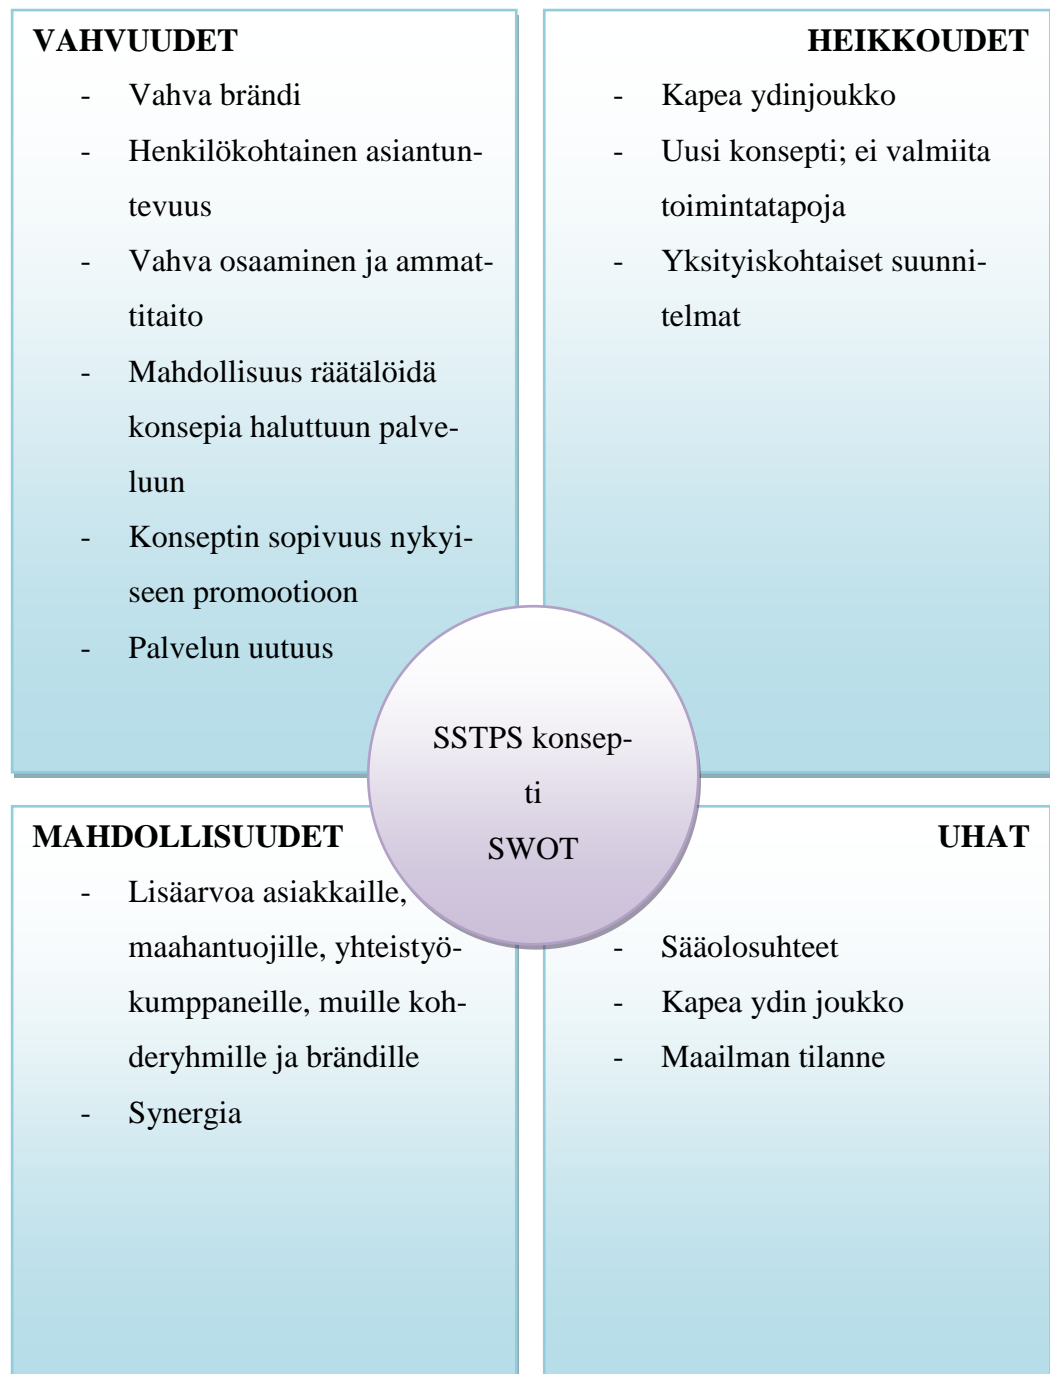 VAHVUUDET
- Vahva brändi
- Henkilökohtainen asiantun-
tevuus
- Vahva osaaminen ja ammat-
titaito
- Mahdollisuus räätälöidä
konsepia haluttuun palve-
luun
- Konseptin sopivuus nykyi-
seen promootioon
- Palvelun uutuus
HEIKKOUDET
- Kapea ydinjoukko
- Uusi konsepti; ei valmiita
toimintatapoja
- Yksityiskohtaiset suunni-
telmat
SSTPS konsep-
ti
SWOT
MAHDOLLISUUDET
- Lisäarvoa asiakkaille,
maahantuojille, yhteistyö-
kumppaneille, muille koh-
deryhmille ja brändille
- Synergia
UHAT
- Sääolosuhteet
- Kapea ydin joukko
- Maailman tilanne